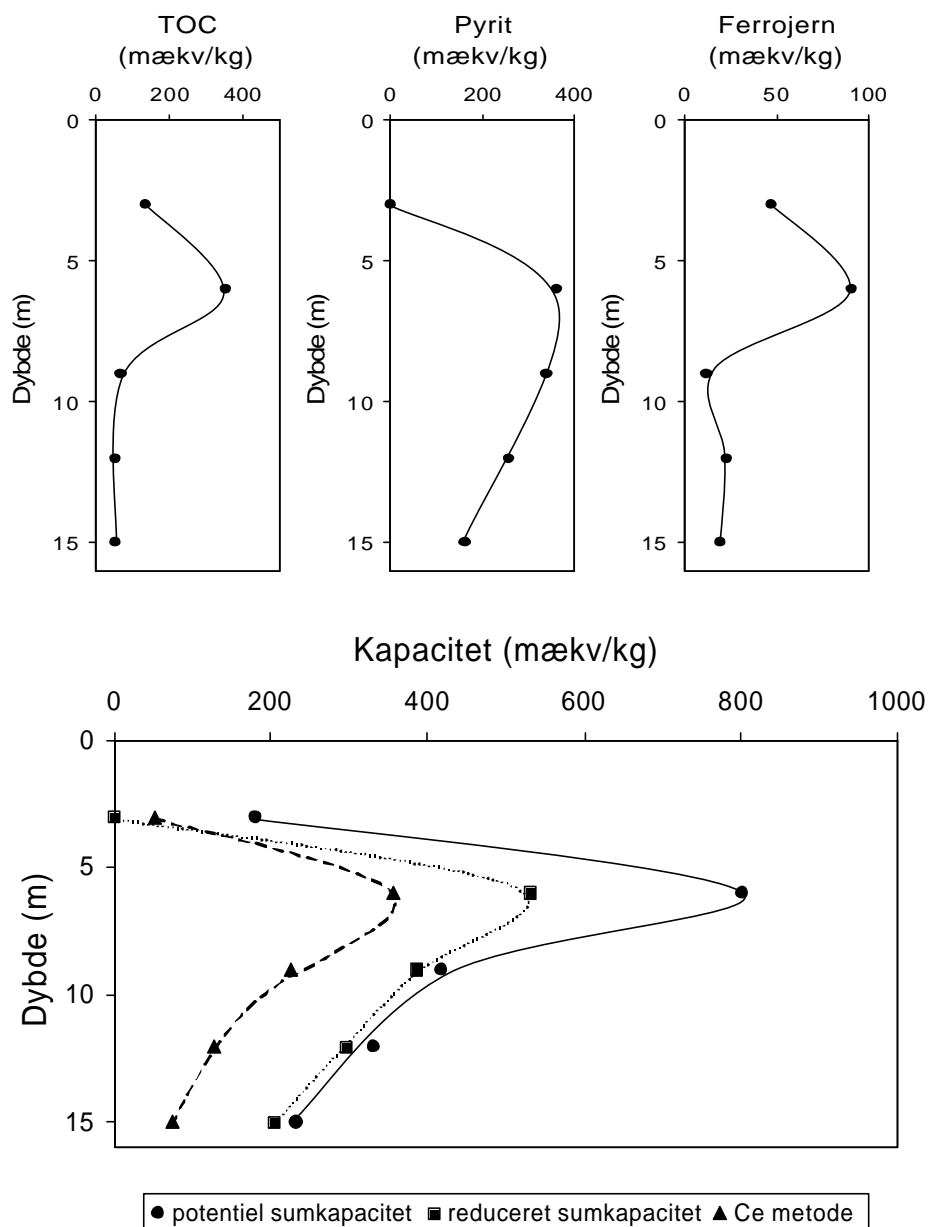 TOC
(mækv/kg)
0 200 400
0
5
10
15
Dybde (m)
Pyrit
(mækv/kg)
0 200 400
0
5
10
15
Dybde (m)
Ferrojern
(mækv/kg)
0 50 100
0
5
10
15
Dybde (m)
Kapacitet (mækv/kg)
0 200 400 600 800 1000
0
5
10
15
Dybde (m)
potentiel sumkapacitet reduceret sumkapacitet Ce metode